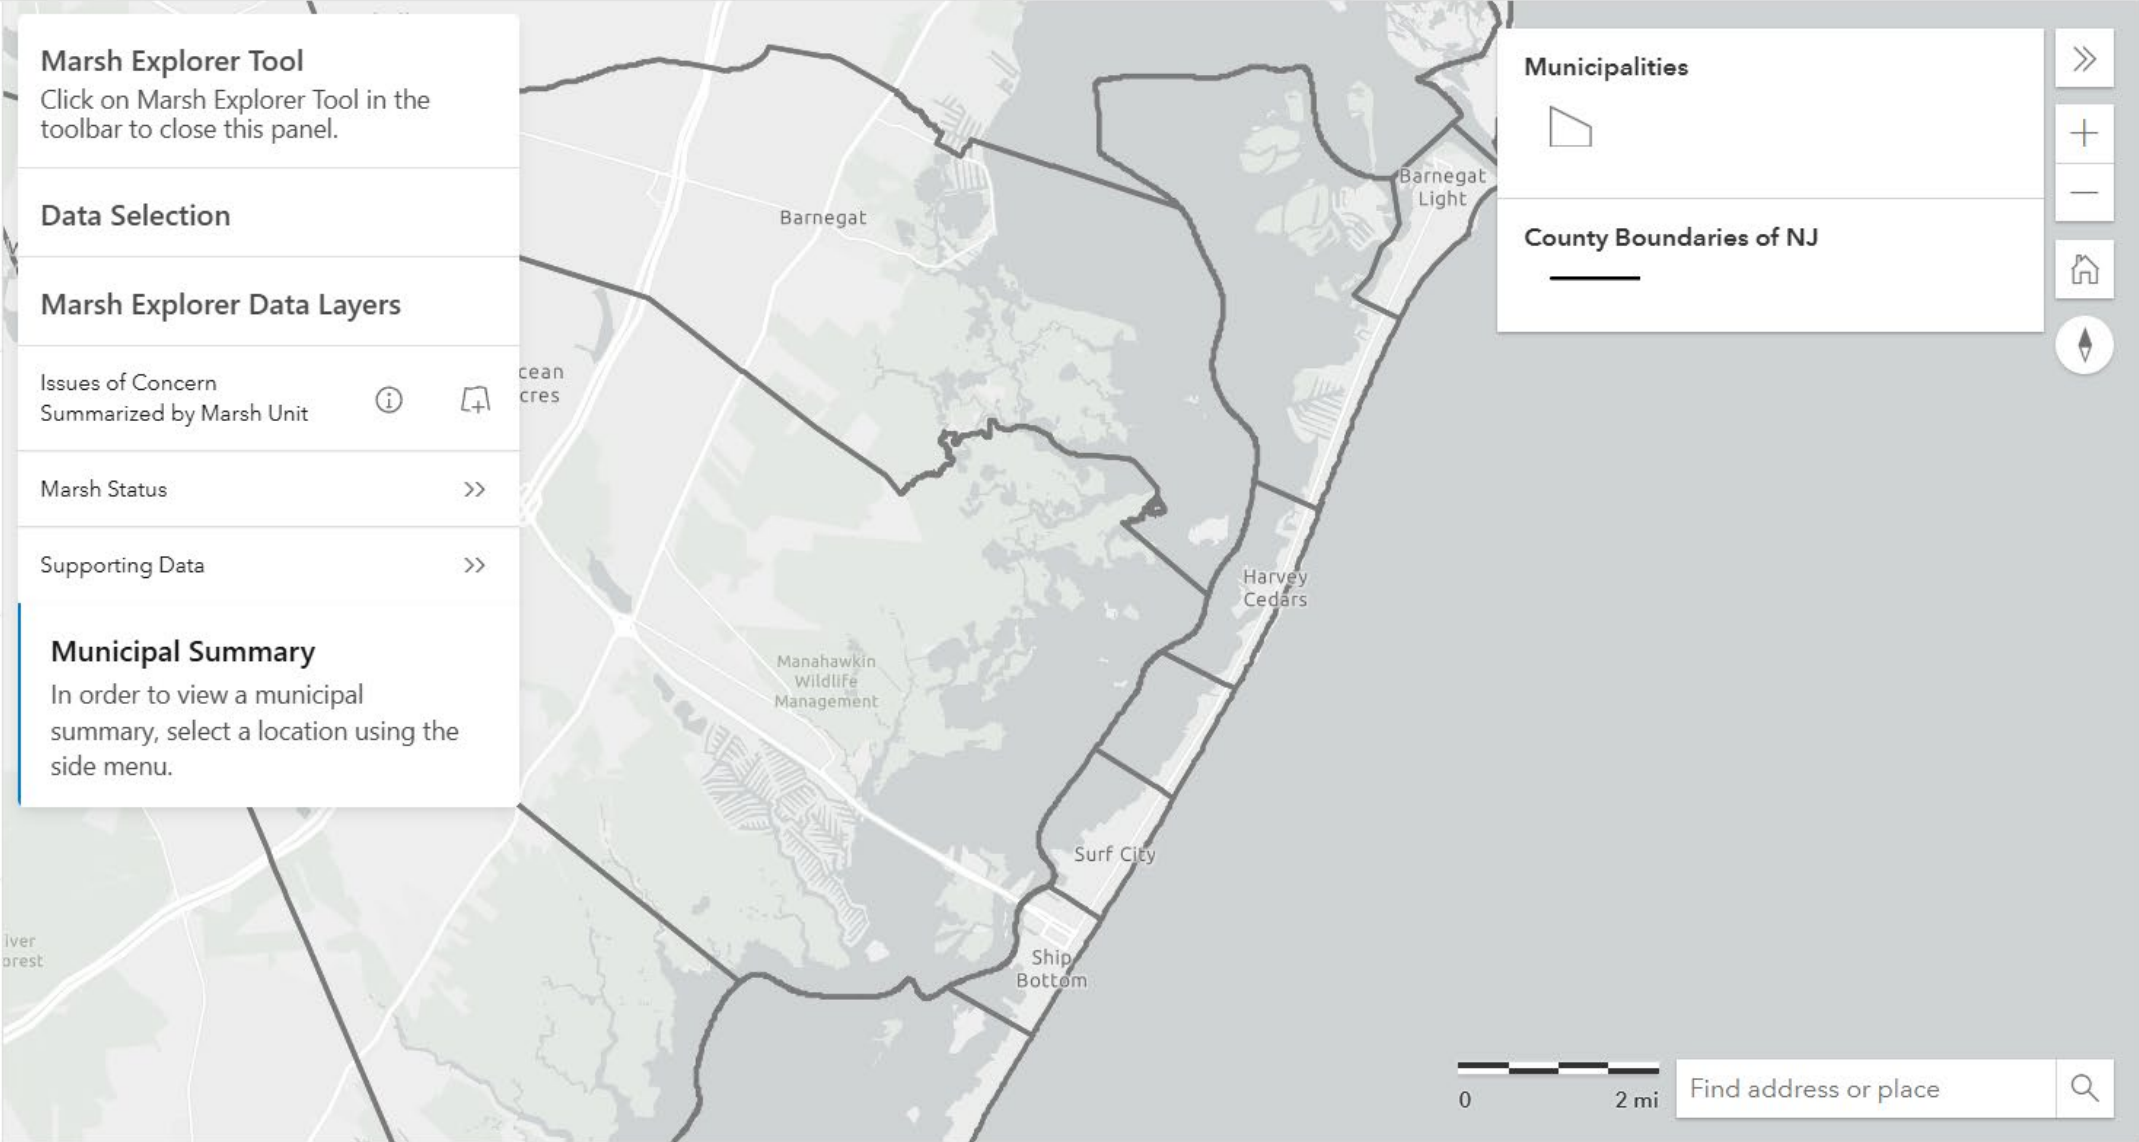 Marsh Explorer Tool
Click on Marsh Explorer Tool in the
toolbar to close this panel.
Data Selection
Marsh Explorer Data Layers
Issues of Concern
Summarized by Marsh Unit
Marsh Status
Supporting Data
Municipal Summary
In order to view a municipal
summary, select a location using the
side menu.
Barnegat
cean
cres
Manahawkin
Wildlife
Management
iver
orest
Barnegat
Light
Harvey
Cedars
Surf City
Ship
Bottom
Municipalities
County Boundaries of NJ
0
2 mi
Find address or place